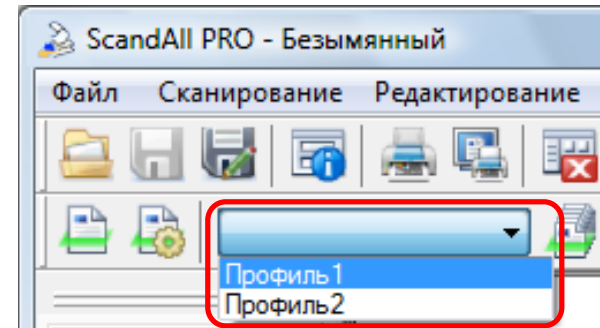 ScandAll PRO - Безымянный
Файл Сканирование Редактирование
Профиль1
Профиль2